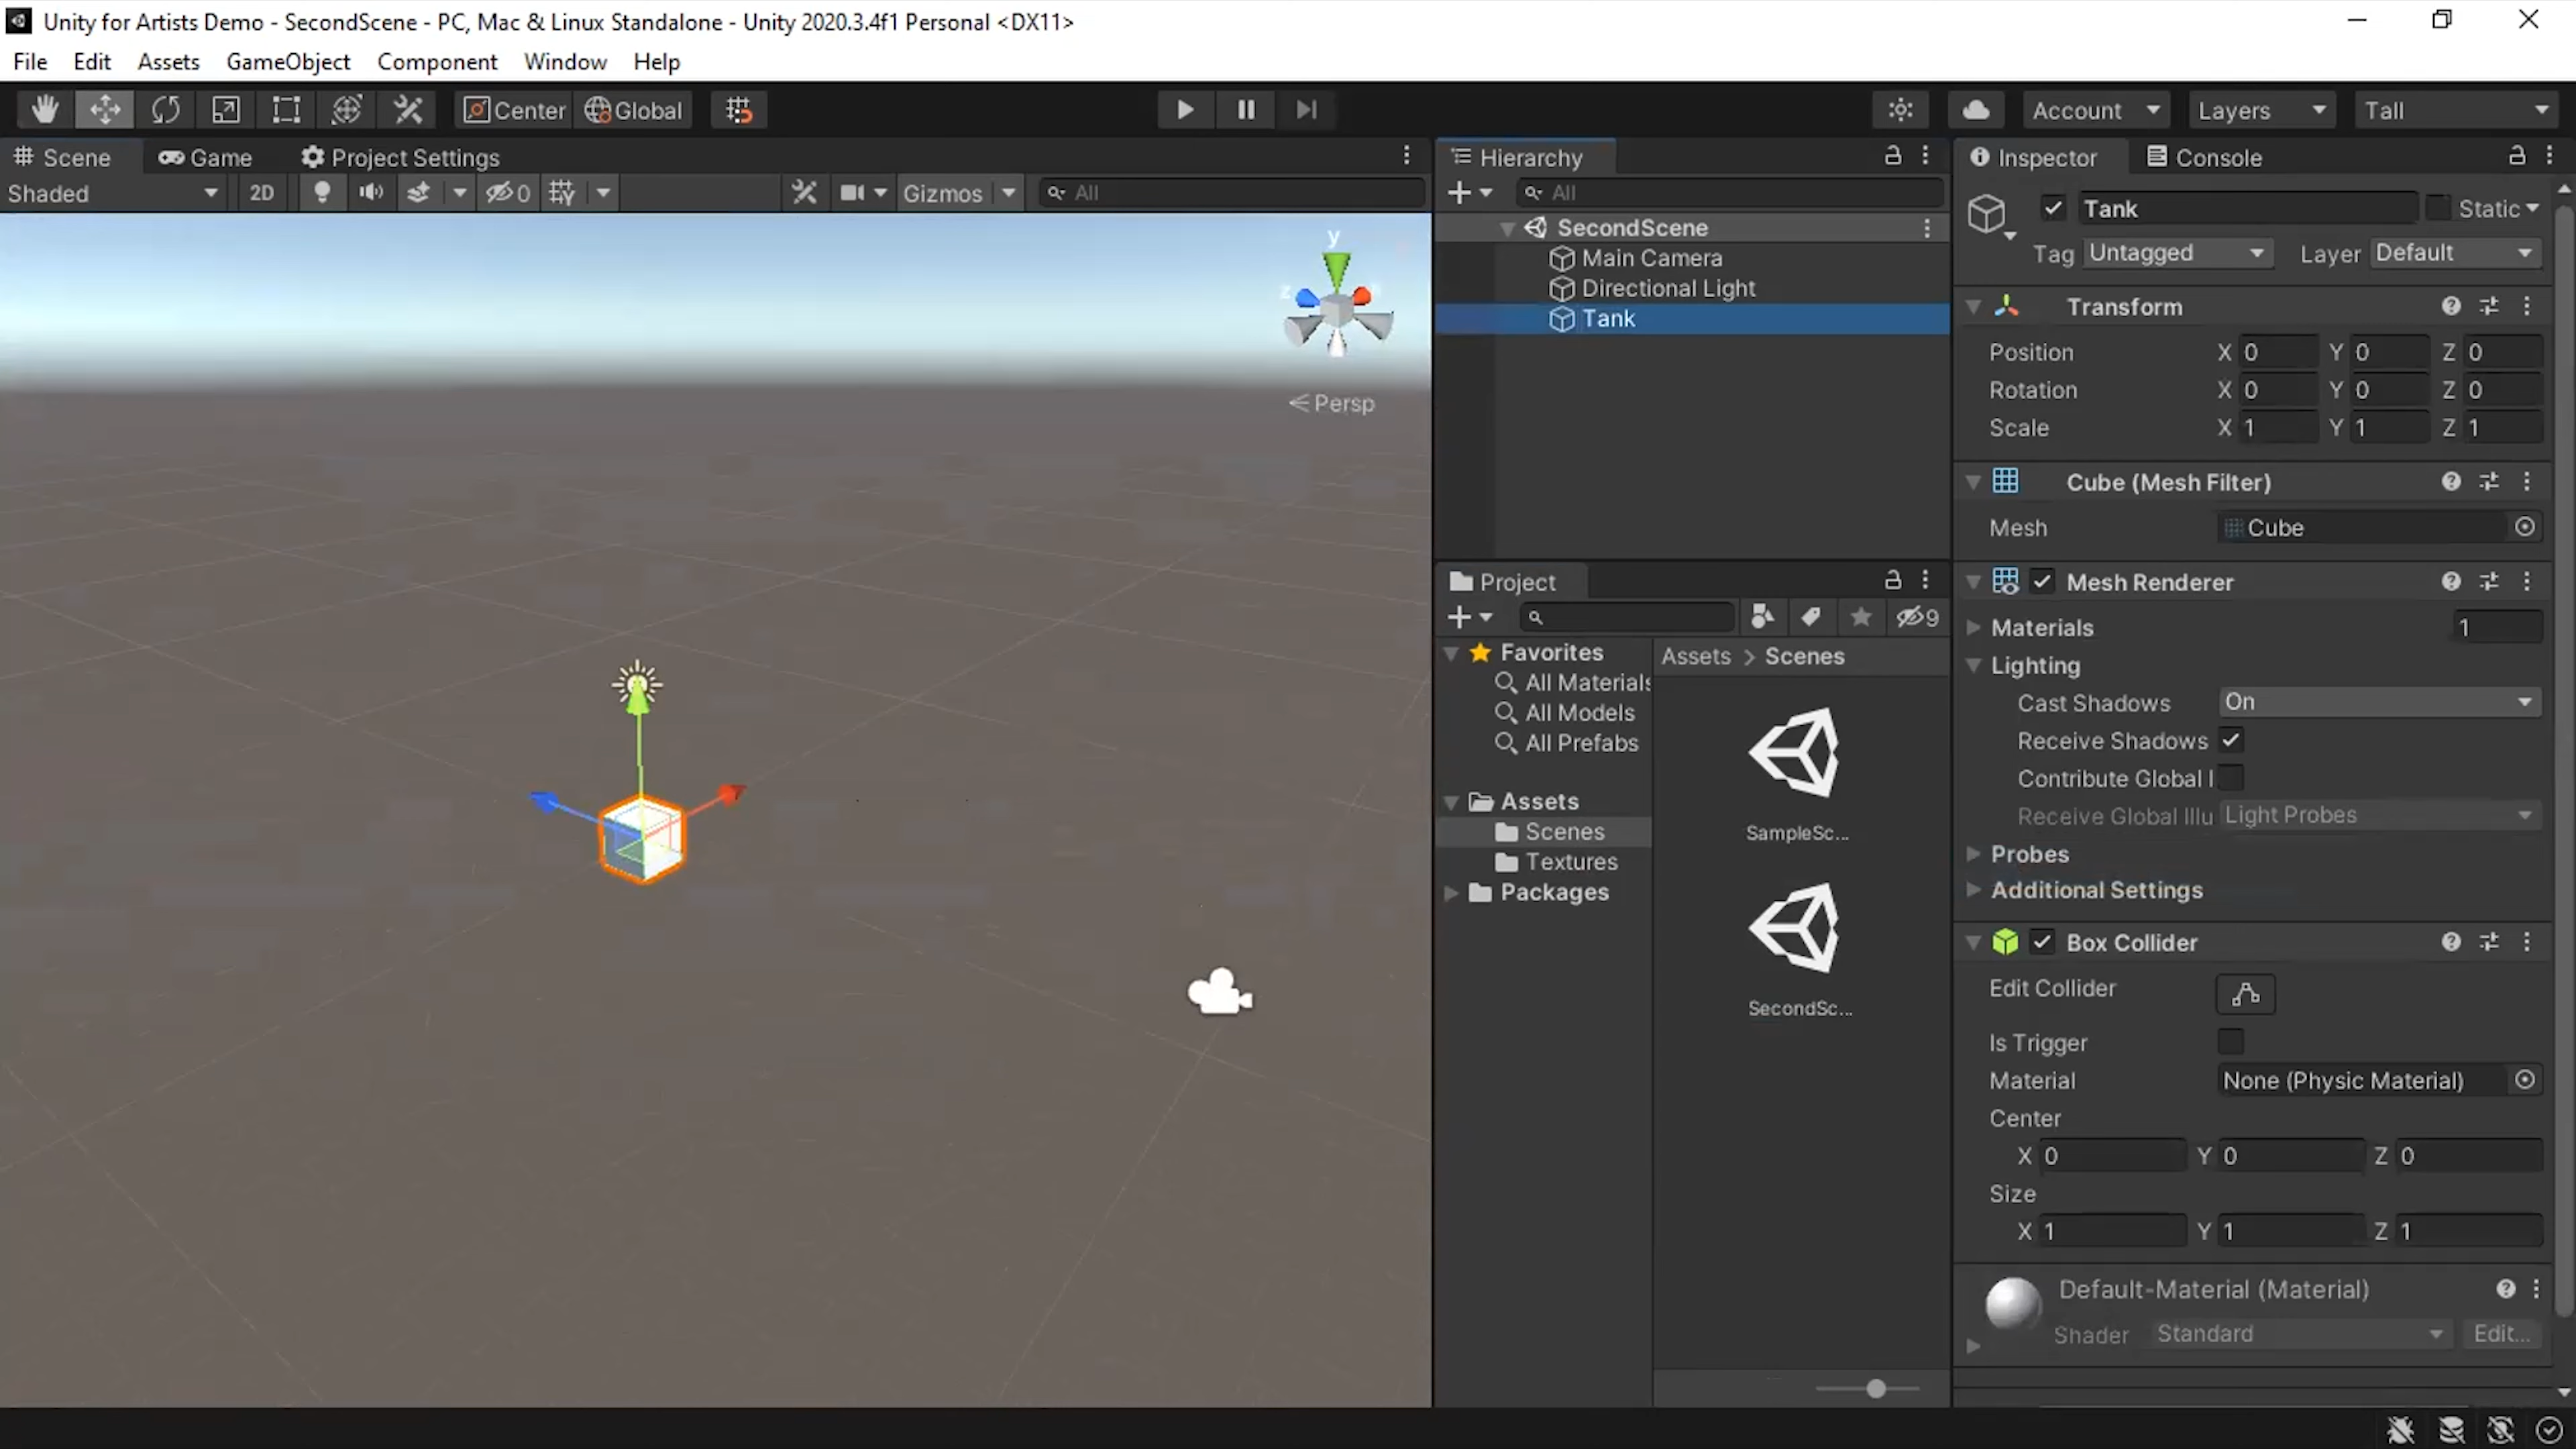 Unity for Artists Demo - SecondScene - PC, Mac & Linux Standalone - Unity 2020.3.4f1 Personal <DX11>
File Edit Assets GameObject Component Window Help
Center Global Account Layers Tall
Scene Game Project Settings
Shaded 2D 0 Gizmos All
y
z
Persp
Hierarchy
All
SecondScene
Main Camera
Directional Light
Tank
Project
9
Favorites
All Materials
All Models
All Prefabs
Assets
Scenes
Textures
Packages
Assets > Scenes
SampleSc...
SecondSc...
Inspector Console
Tank Static
Tag Untagged Layer Default
Transform
Position X 0 Y 0 Z 0
Rotation X 0 Y 0 Z 0
Scale X 1 Y 1 Z 1
Cube (Mesh Filter)
Mesh Cube
Mesh Renderer
Materials 1
Lighting
Cast Shadows On
Receive Shadows
Contribute Global I
Receive Global Illu Light Probes
Probes
Additional Settings
Box Collider
Edit Collider
Is Trigger
Material None (Physic Material)
Center
X 0 Y 0 Z 0
Size
X 1 Y 1 Z 1
Default-Material (Material)
Shader Standard Edit...